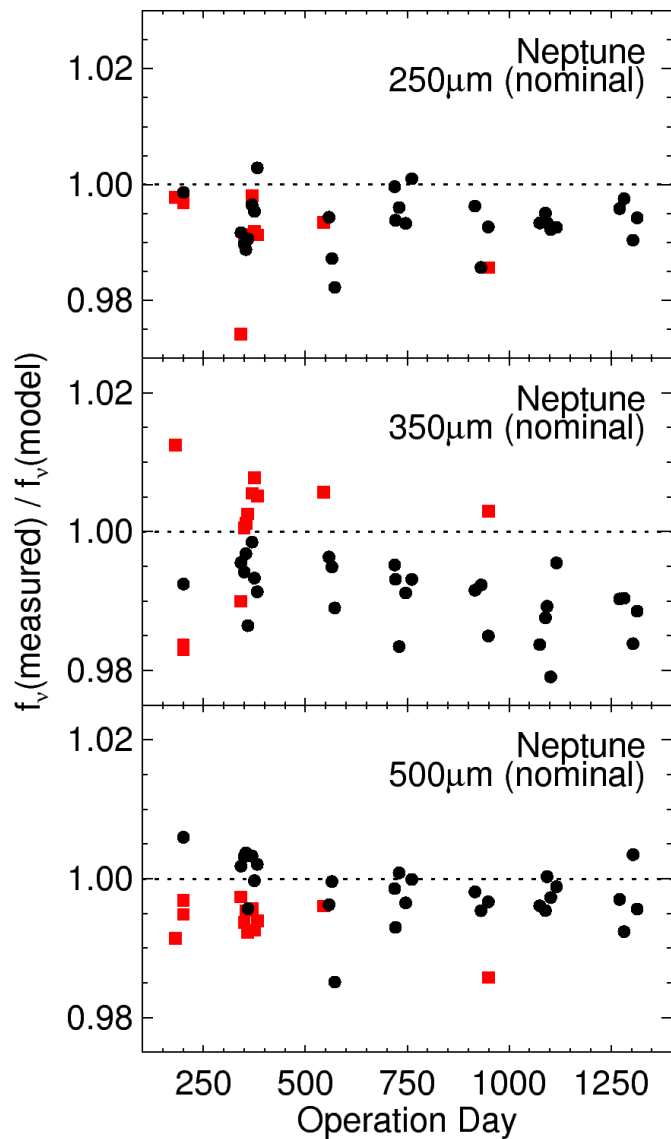 Neptune
250μm (nominal)
1.02
1.00
0.98
Neptune
350μm (nominal)
1.02
1.00
0.98
Neptune
500μm (nominal)
1.02
1.00
0.98
fν(measured) / fν(model)
250 500 750 1000 1250
Operation Day